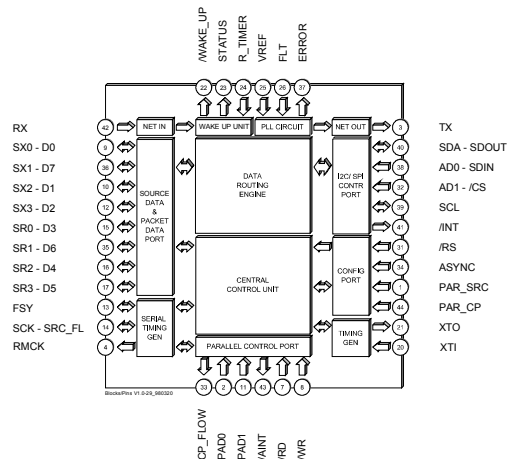 /WAKE_UP
STATUS
R_TIMER
VREF
FLT
ERROR
22 23 24 25 26 37
RX 42 NET IN WAKE UP UNIT PLL CIRCUIT NET OUT 3 TX
SX0 - D0 9 40 SDA - SDOUT
SX1 - D7 36 38 AD0 - SDIN
SX2 - D1 10 32 AD1 - /CS
SX3 - D2 12 39 SCL
SR0 - D3 15 41 /INT
SR1 - D6 35 31 /RS
SR2 - D4 16 34 ASYNC
SR3 - D5 17 1 PAR_SRC
FSY 13 44 PAR_CP
SCK - SRC_FL 14 21 XTO
RMCK 4 20 XTI
SOURCE
DATA
&
PACKET
DATA
PORT
DATA
ROUTING
ENGINE
I2C/ SPI
CONTR
PORT
CENTRAL
CONTROL UNIT
CONFIG
PORT
SERIAL
TIMING
GEN
PARALLEL CONTROL PORT
TIMING
GEN
Blocks/Pins V1.0-29_980320
33 2 11 43 7 8
CP_FLOW
PAD0
PAD1
/AINT
/RD
/WR